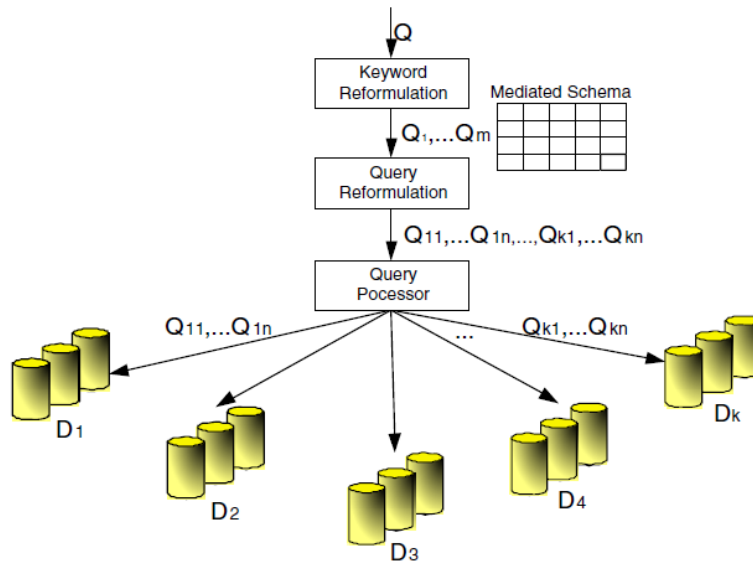 Q
Keyword
Reformulation
Mediated Schema
Q1,...Qm
Query
Reformulation
Q11,...Q1n,...,Qk1,...Qkn
Query
Pocessor
Q11,...Q1n
...
Qk1,...Qkn
D1
D2
D3
D4
Dk